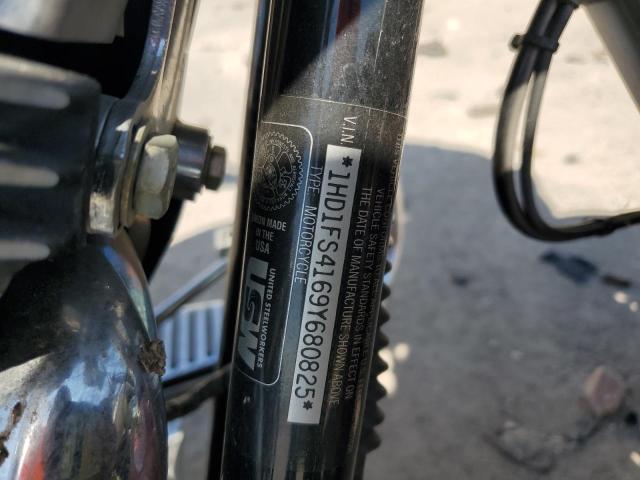 V.I.N.
*1HD1FS4169Y680825*
TYPE MOTORCYCLE
UNION MADE
IN THE
USA
USW
UNITED STEELWORKERS
VEHICLE SAFETY STANDARDS IN EFFECT ON
THE DATE OF MANUFACTURE SHOWN ABOVE